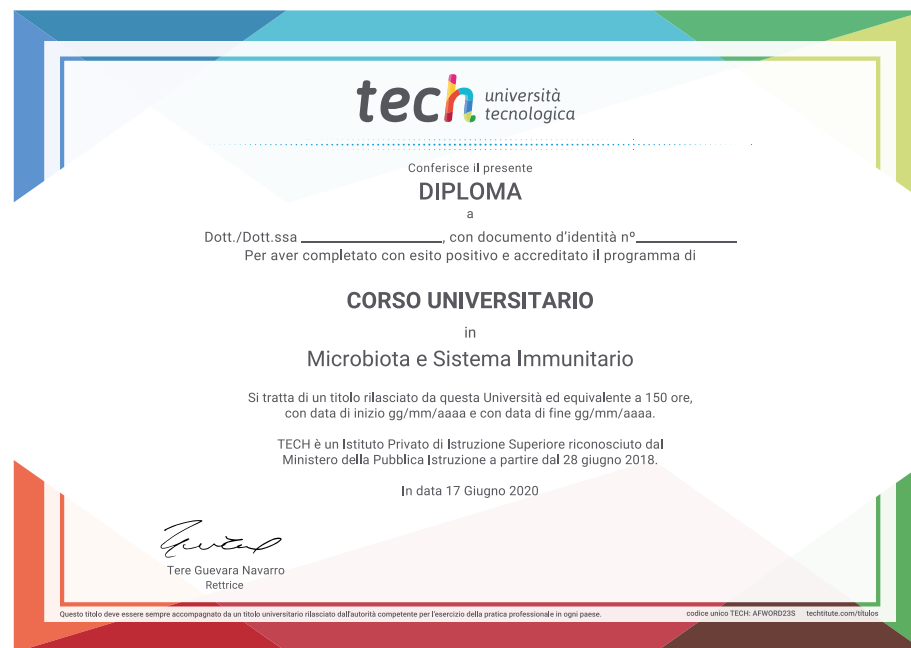 tech università
tecnologica
Conferisce il presente
DIPLOMA
a
Dott./Dott.ssa ____________________, con documento d'identità nº______________
Per aver completato con esito positivo e accreditato il programma di
CORSO UNIVERSITARIO
in
Microbiota e Sistema Immunitario
Si tratta di un titolo rilasciato da questa Università ed equivalente a 150 ore,
con data di inizio gg/mm/aaaa e con data di fine gg/mm/aaaa.
TECH è un Istituto Privato di Istruzione Superiore riconosciuto dal
Ministero della Pubblica Istruzione a partire dal 28 giugno 2018.
In data 17 Giugno 2020
Tere Guevara Navarro
Rettrice
Questo titolo deve essere sempre accompagnato da un titolo universitario rilasciato dall'autorità competente per l'esercizio della pratica professionale in ogni paese. codice unico TECH: AFWORD23S techtitute.com/titulos